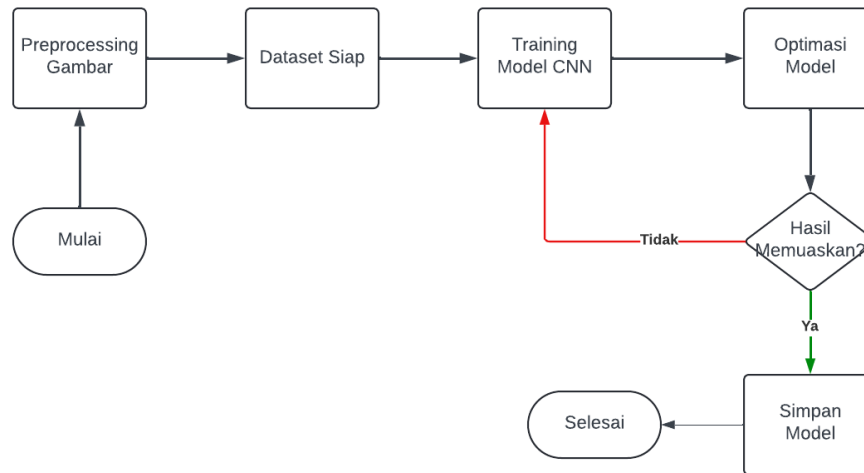 Preprocessing
Gambar
Dataset Siap
Training
Model CNN
Optimasi
Model
Mulai
Tidak
Hasil
Memuaskan?
Ya
Simpan
Model
Selesai